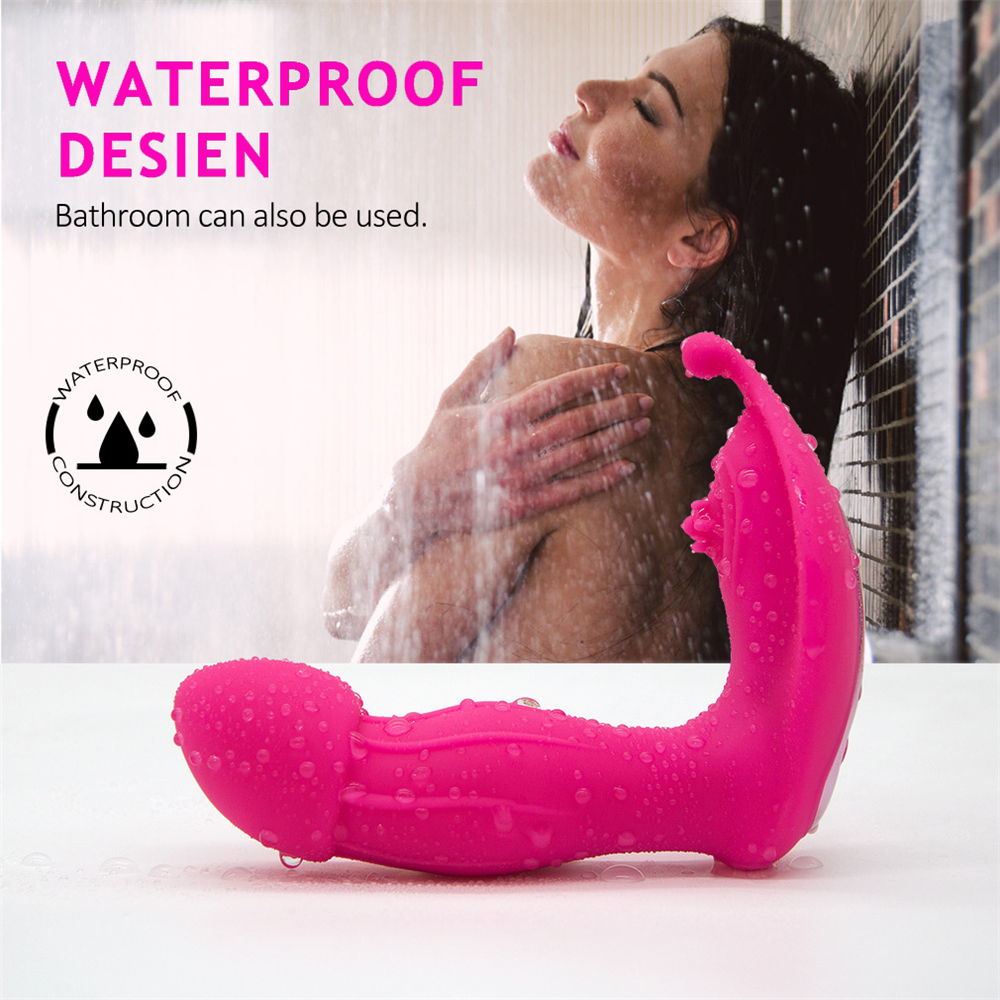 WATERPROOF
DESIEN
Bathroom can also be used.
WATERPROOF
CONSTRUCTION